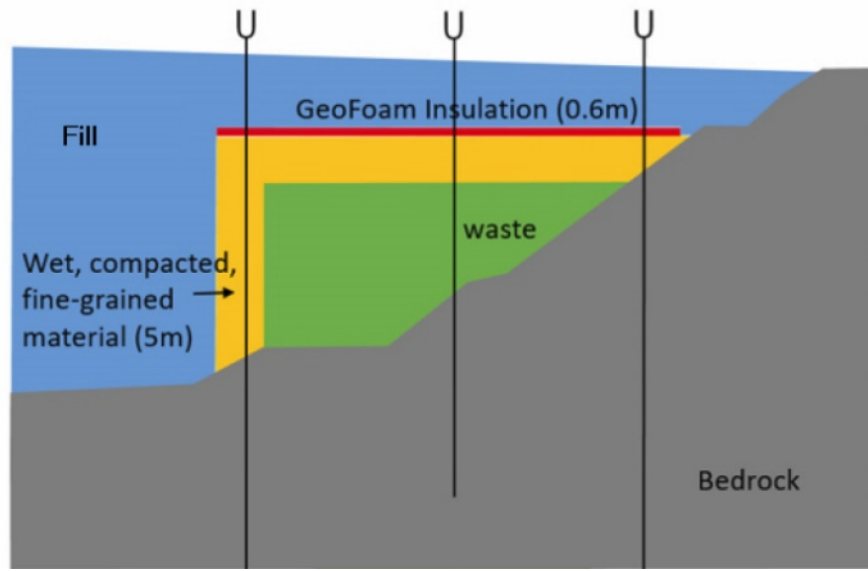 U U U
GeoFoam Insulation (0.6m)
Fill
waste
Wet, compacted,
fine-grained
material (5m)
Bedrock